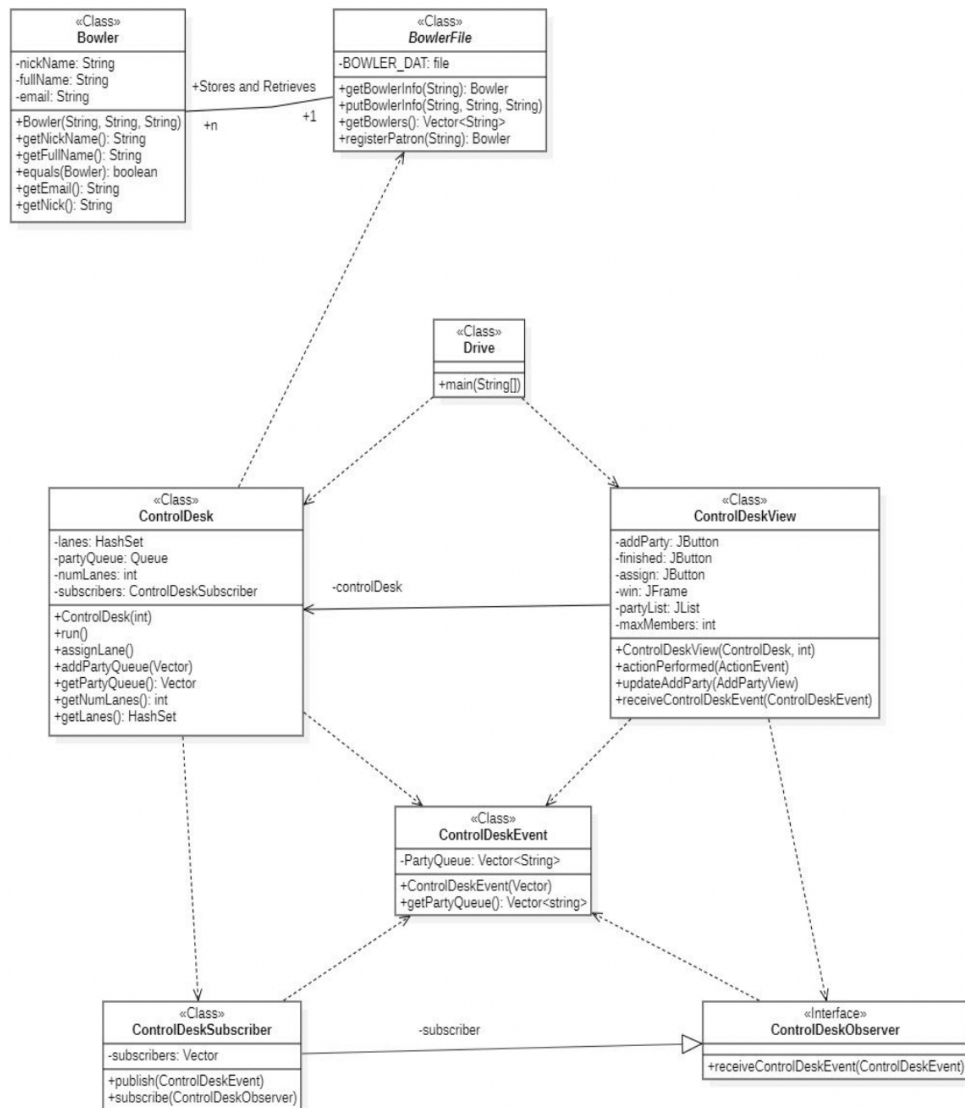 «Class»
Bowler
-nickName: String
-fullName: String
-email: String
+Bowler(String, String, String)
+getNickName(): String
+getFullName(): String
+equals(Bowler): boolean
+getEmail(): String
+getNick(): String
+Stores and Retrieves
+n
+1
«Class»
BowlerFile
-BOWLER_DAT: file
+getBowlerInfo(String): Bowler
+putBowlerInfo(String, String, String)
+getBowlers(): Vector<String>
+registerPatron(String): Bowler
«Class»
Drive
+main(String[])
«Class»
ControlDesk
-lanes: HashSet
-partyQueue: Queue
-numLanes: int
-subscribers: ControlDeskSubscriber
+ControlDesk(int)
+run()
+assignLane()
+addPartyQueue(Vector)
+getPartyQueue(): Vector
+getNumLanes(): int
+getLanes(): HashSet
-controlDesk
«Class»
ControlDeskView
-addParty: JButton
-finished: JButton
-assign: JButton
-win: JFrame
-partyList: JList
-maxMembers: int
+ControlDeskView(ControlDesk, int)
+actionPerformed(ActionEvent)
+updateAddParty(AddPartyView)
+receiveControlDeskEvent(ControlDeskEvent)
«Class»
ControlDeskEvent
-PartyQueue: Vector<String>
+ControlDeskEvent(Vector)
+getPartyQueue(): Vector<string>
«Class»
ControlDeskSubscriber
-subscribers: Vector
+publish(ControlDeskEvent)
+subscribe(ControlDeskObserver)
-subscriber
«Interface»
ControlDeskObserver
+receiveControlDeskEvent(ControlDeskEvent)